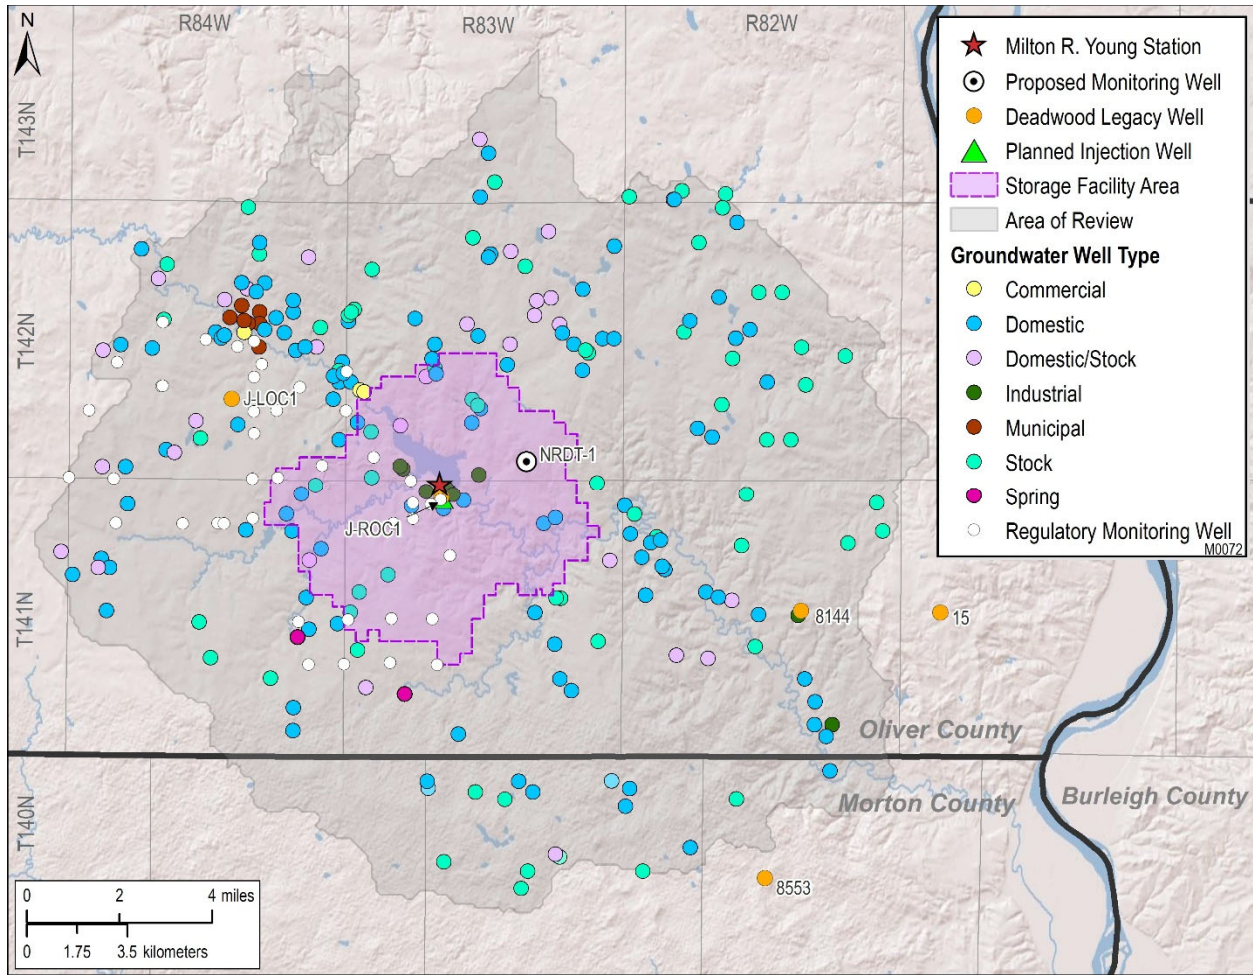 N
R84W
R83W
R82W
T143N
T142N
T141N
T140N
Milton R. Young Station
Proposed Monitoring Well
Deadwood Legacy Well
Planned Injection Well
Storage Facility Area
Area of Review
Groundwater Well Type
Commercial
Domestic
Domestic/Stock
Industrial
Municipal
Stock
Spring
Regulatory Monitoring Well
M0072
J-LOC1
NRDT-1
J-ROC1
8144
15
Oliver County
Morton County
Burleigh County
8553
0 2 4 miles
0 1.75 3.5 kilometers